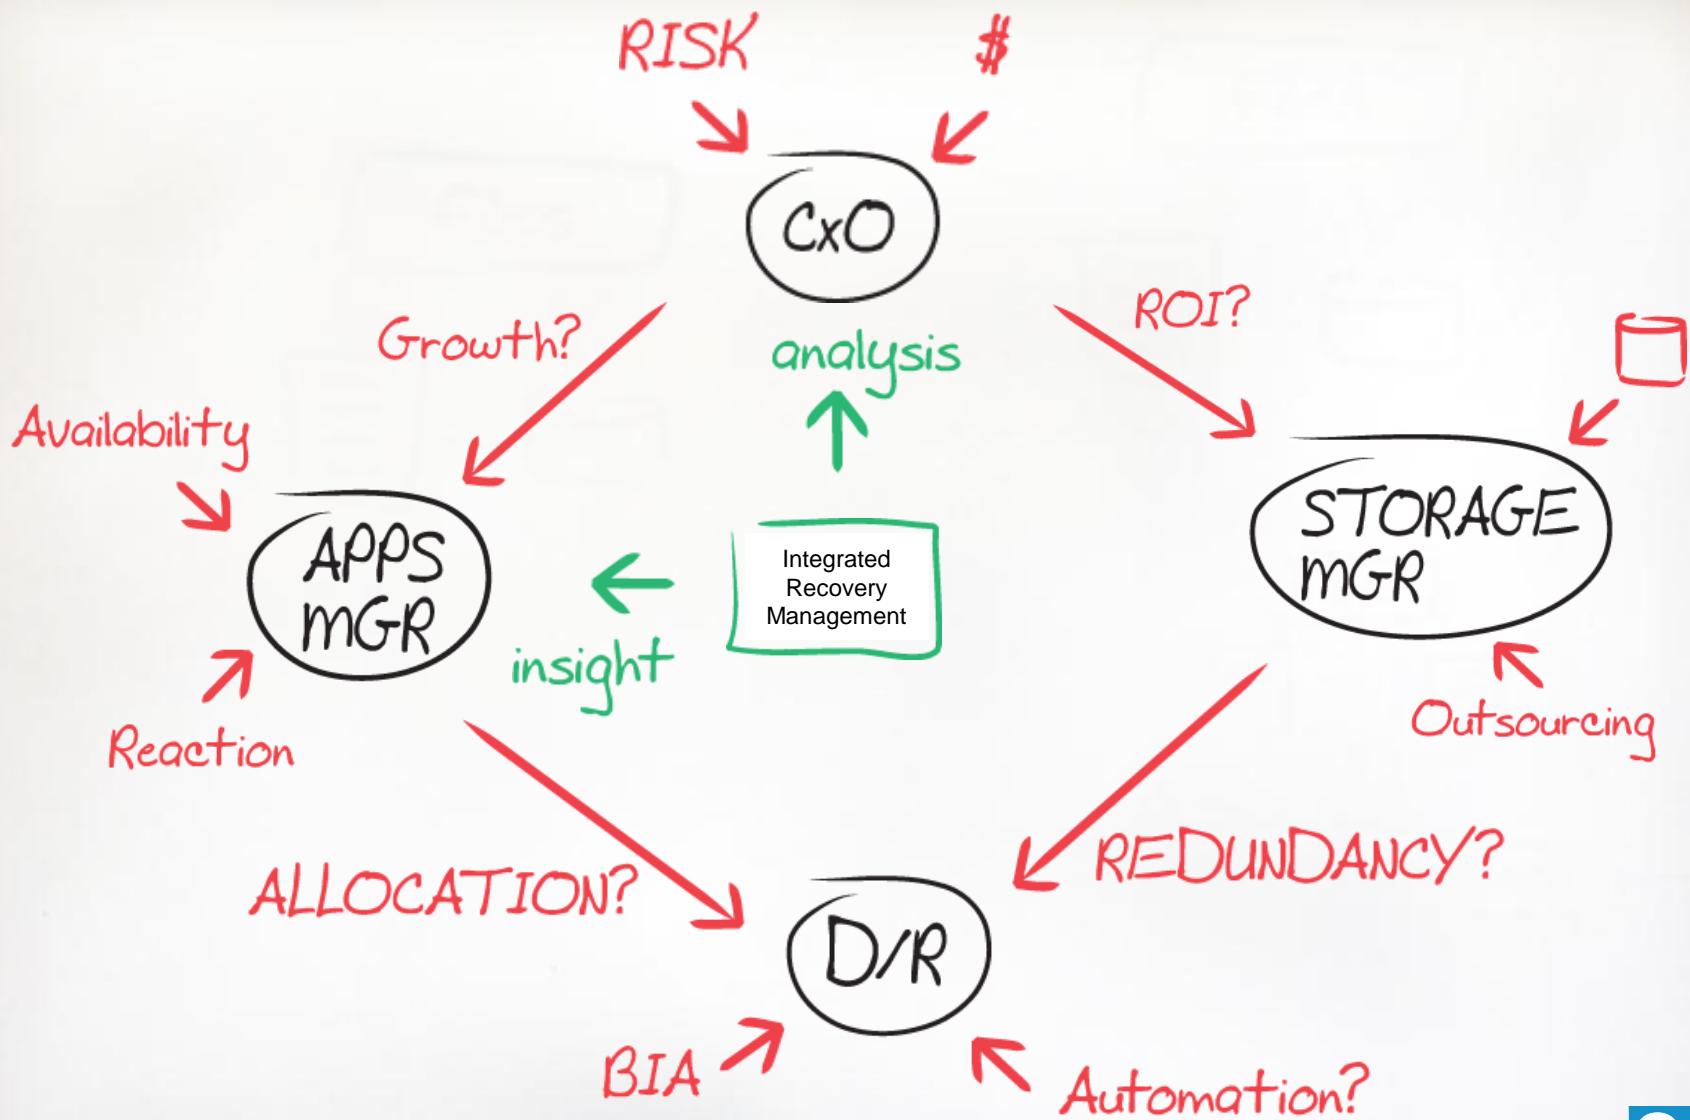 RISK
$
CxO
Growth?
ROI?
analysis
Availability
APPS
MGR
STORAGE
MGR
Integrated
Recovery
Management
insight
Reaction
Outsourcing
ALLOCATION?
REDUNDANCY?
D/R
BIA
Automation?